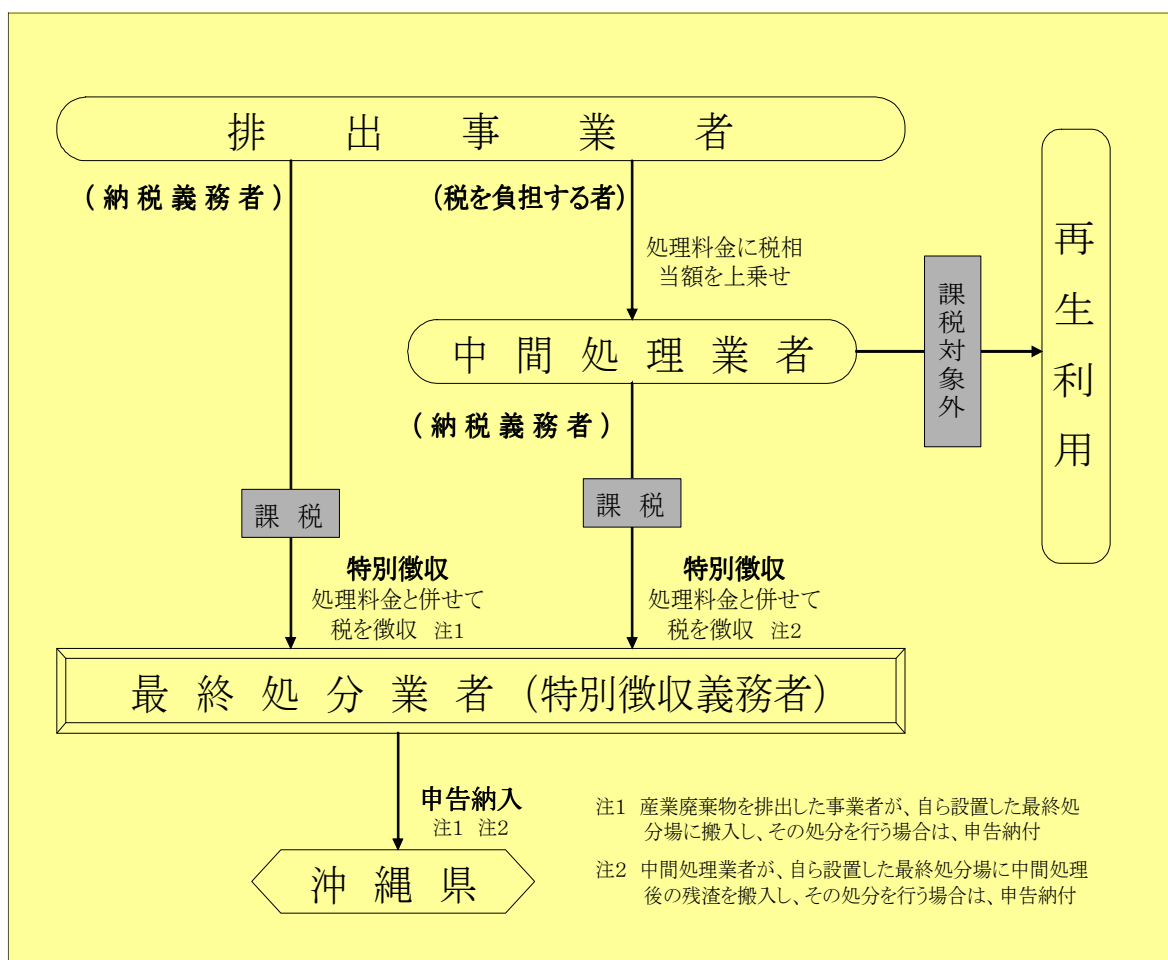 排出事業者
(納税義務者)
(税を負担する者)
処理料金に税相
当額を上乗せ
中間処理業者
(納税義務者)
課税対象外
再生利用
課税
課税
特別徴収
処理料金と併せて
税を徴収 注1
特別徴収
処理料金と併せて
税を徴収 注2
最終処分業者(特別徴収義務者)
申告納入
注1 注2
沖縄県
注1 産業廃棄物を排出した事業者が、自ら設置した最終処
分場に搬入し、その処分を行う場合は、申告納付
注2 中間処理業者が、自ら設置した最終処分場に中間処理
後の残渣を搬入し、その処分を行う場合は、申告納付